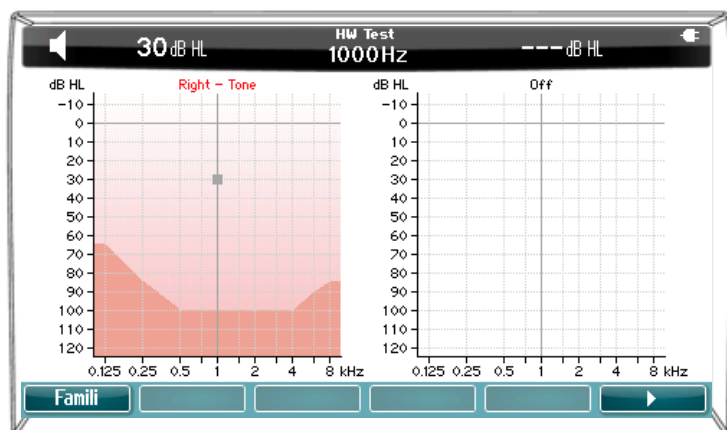 HW Test
30 dB HL 1000Hz ---dB HL
dB HL Right - Tone dB HL Off
-10 -10
0 0
10 10
20 20
30 30
40 40
50 50
60 60
70 70
80 80
90 90
100 100
110 110
120 120
0.125 0.25 0.5 1 2 4 8 kHz 0.125 0.25 0.5 1 2 4 8 kHz
Famili